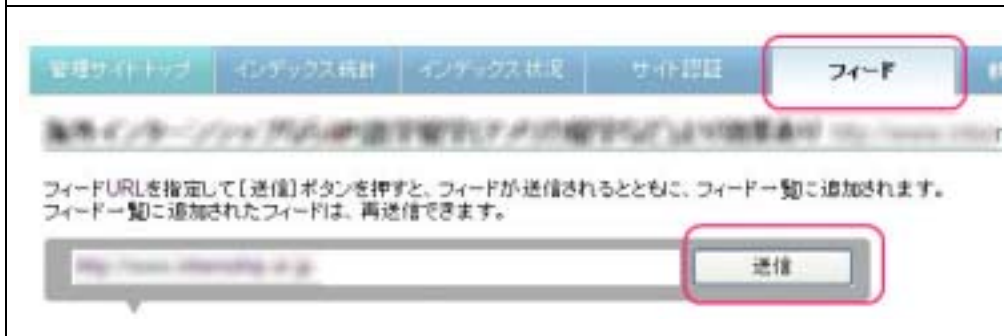 管理サイトトップ インデックス統計 インデックス状況 サイト認証 フィード
フィードURLを指定して[送信]ボタンを押すと、フィードが送信されるとともに、フィード一覧に追加されます。
フィード一覧に追加されたフィードは、再送信できます。
送信